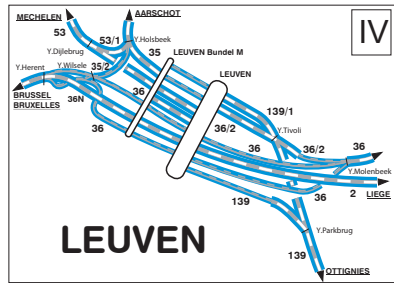 MECHELEN
AARSCHOT
IV
53
53/1
Y.Holsbeek
Y.Dijlebrug
35
LEUVEN Bundel M
Y.Herent
Y.Wilsele
35/2
LEUVEN
BRUSSEL
BRUXELLES
36N
36
36
36/2
139/1
Y.Tivoli
36/2
36
Y.Molenbeek
36
2
LIEGE
139
36
Y.Parkbrug
LEUVEN
139
OTTIGNIES